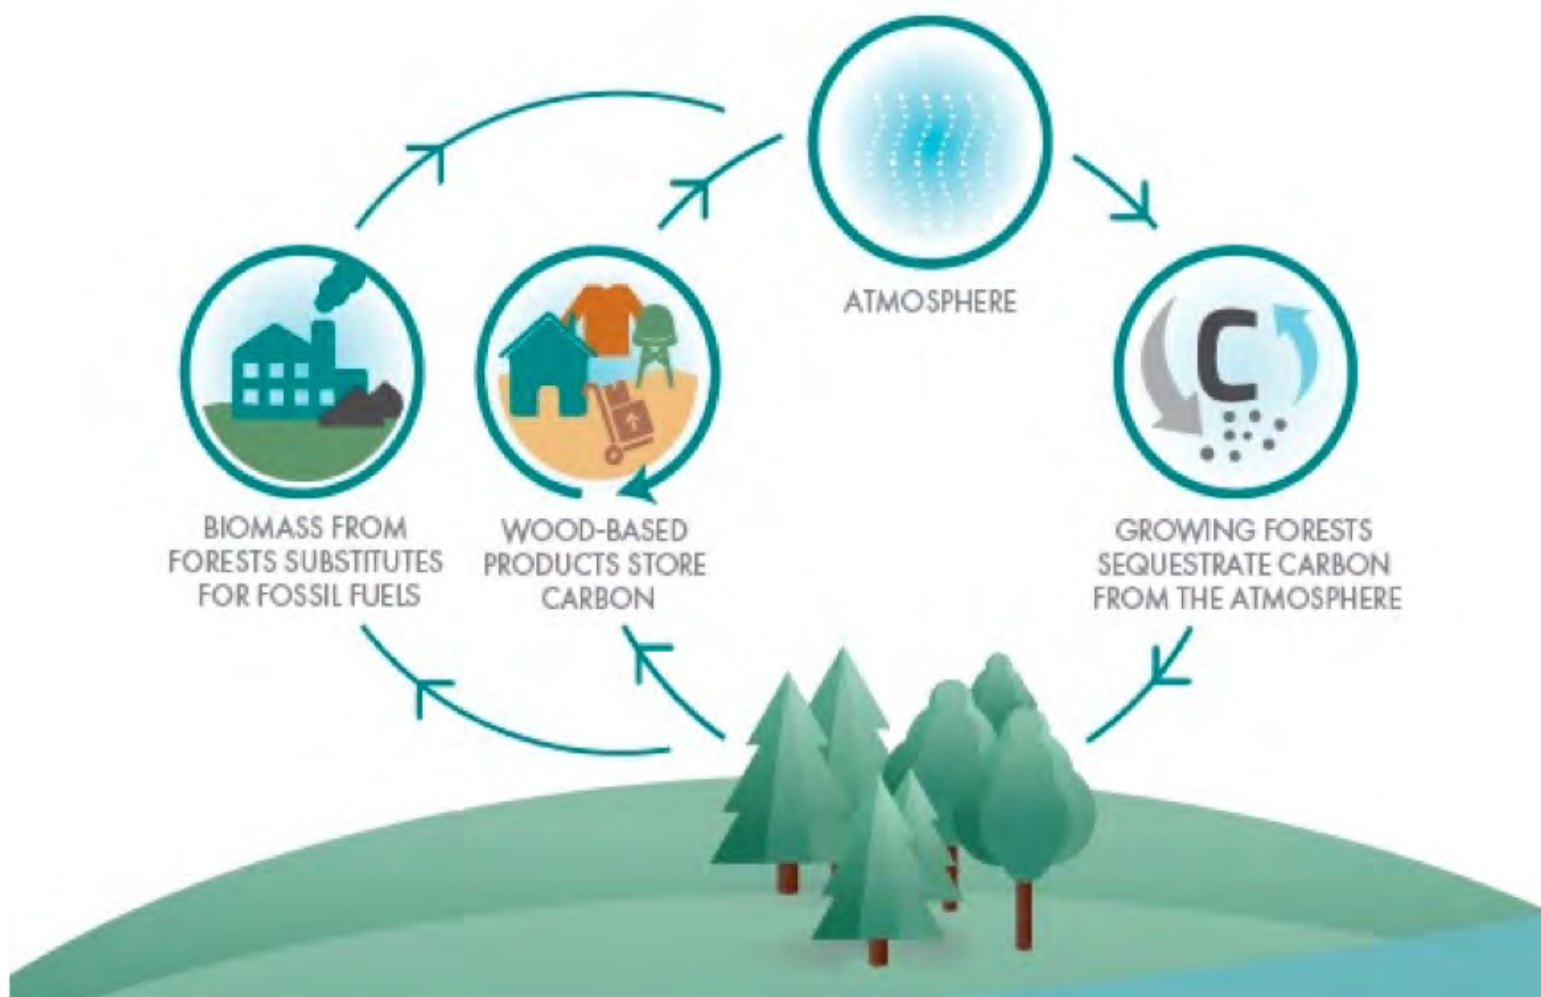 ATMOSPHERE
C
BIOMASS FROM
FORESTS SUBSTITUTES
FOR FOSSIL FUELS
WOOD-BASED
PRODUCTS STORE
CARBON
GROWING FORESTS
SEQUESTRATE CARBON
FROM THE ATMOSPHERE